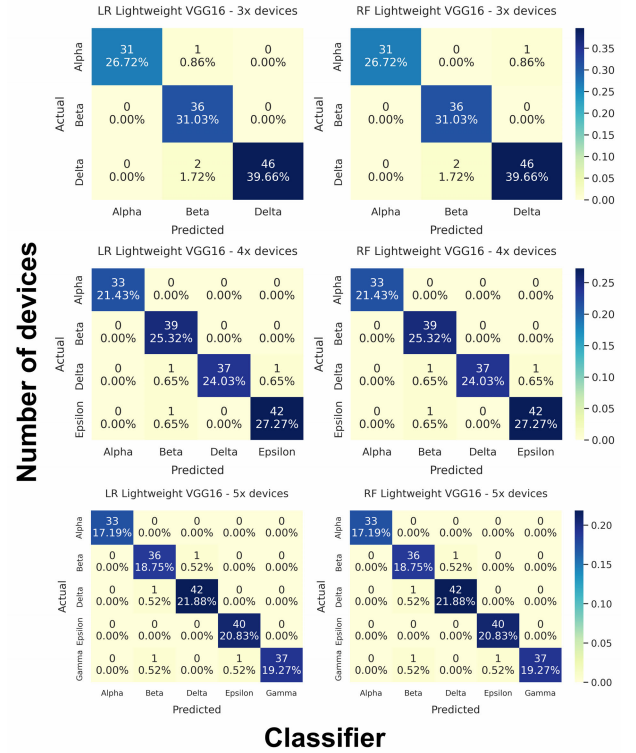 LR Lightweight VGG16 - 3x devices
Actual
Alpha
31 1 0
26.72% 0.86% 0.00%
Beta
0 36 0
0.00% 31.03% 0.00%
Delta
0 2 46
0.00% 1.72% 39.66%
Alpha Beta Delta
Predicted
RF Lightweight VGG16 - 3x devices
Actual
Alpha
31 0 1
26.72% 0.00% 0.86%
Beta
0 36 0
0.00% 31.03% 0.00%
Delta
0 2 46
0.00% 1.72% 39.66%
Alpha Beta Delta
Predicted
0.35
0.30
0.25
0.20
0.15
0.10
0.05
0.00
Number of devices
LR Lightweight VGG16 - 4x devices
Actual
Alpha
33 0 0 0
21.43% 0.00% 0.00% 0.00%
Beta
0 39 0 0
0.00% 25.32% 0.00% 0.00%
Delta
0 1 37 1
0.00% 0.65% 24.03% 0.65%
Epsilon
0 1 0 42
0.00% 0.65% 0.00% 27.27%
Alpha Beta Delta Epsilon
Predicted
RF Lightweight VGG16 - 4x devices
Actual
Alpha
33 0 0 0
21.43% 0.00% 0.00% 0.00%
Beta
0 39 0 0
0.00% 25.32% 0.00% 0.00%
Delta
0 1 37 1
0.00% 0.65% 24.03% 0.65%
Epsilon
0 1 0 42
0.00% 0.65% 0.00% 27.27%
Alpha Beta Delta Epsilon
Predicted
0.25
0.20
0.15
0.10
0.05
0.00
LR Lightweight VGG16 - 5x devices
Actual
Alpha
33 0 0 0 0
17.19% 0.00% 0.00% 0.00% 0.00%
Beta
0 36 1 0 0
0.00% 18.75% 0.52% 0.00% 0.00%
Delta
0 1 42 0 0
0.00% 0.52% 21.88% 0.00% 0.00%
Epsilon
0 0 0 40 0
0.00% 0.00% 0.00% 20.83% 0.00%
Gamma
0 1 0 1 37
0.00% 0.52% 0.00% 0.52% 19.27%
Alpha Beta Delta Epsilon Gamma
Predicted
RF Lightweight VGG16 - 5x devices
Actual
Alpha
33 0 0 0 0
17.19% 0.00% 0.00% 0.00% 0.00%
Beta
0 36 1 0 0
0.00% 18.75% 0.52% 0.00% 0.00%
Delta
0 1 42 0 0
0.00% 0.52% 21.88% 0.00% 0.00%
Epsilon
0 0 0 40 0
0.00% 0.00% 0.00% 20.83% 0.00%
Gamma
0 1 0 1 37
0.00% 0.52% 0.00% 0.52% 19.27%
Alpha Beta Delta Epsilon Gamma
Predicted
0.20
0.15
0.10
0.05
0.00
Classifier